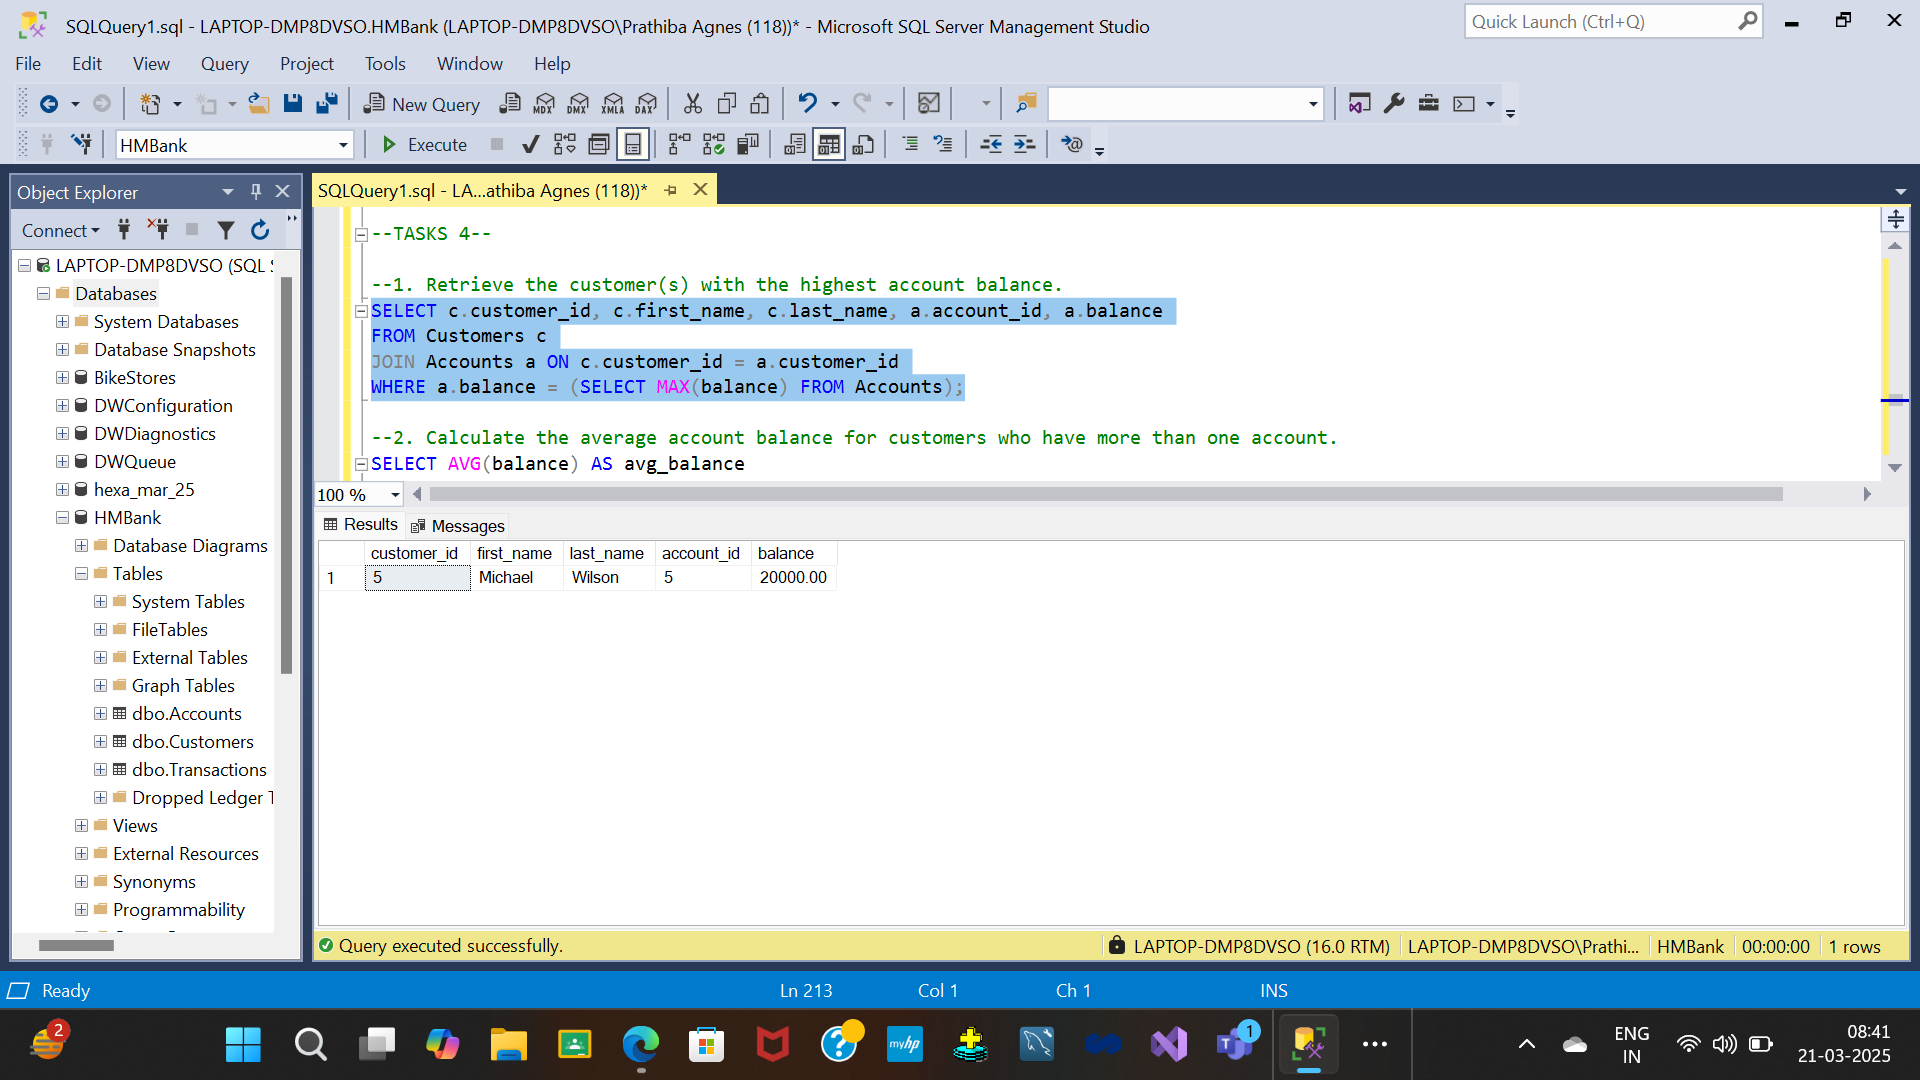 SQLQuery1.sql - LAPTOP-DMP8DVSO.HMBank (LAPTOP-DMP8DVSO\Prathiba Agnes (118))* - Microsoft SQL Server Management Studio
Quick Launch (Ctrl+Q)
File Edit View Query Project Tools Window Help
New Query MDX DMX XMLA DAX
HMBank Execute
Object Explorer
Connect
LAPTOP-DMP8DVSO (SQL S
Databases
System Databases
Database Snapshots
BikeStores
DWConfiguration
DWDiagnostics
DWQueue
hexa_mar_25
HMBank
Database Diagrams
Tables
System Tables
FileTables
External Tables
Graph Tables
dbo.Accounts
dbo.Customers
dbo.Transactions
Dropped Ledger T
Views
External Resources
Synonyms
Programmability
SQLQuery1.sql - LA...athiba Agnes (118))*
--TASKS 4--
--1. Retrieve the customer(s) with the highest account balance.
SELECT c.customer_id, c.first_name, c.last_name, a.account_id, a.balance
FROM Customers c
JOIN Accounts a ON c.customer_id = a.customer_id
WHERE a.balance = (SELECT MAX(balance) FROM Accounts);
--2. Calculate the average account balance for customers who have more than one account.
SELECT AVG(balance) AS avg_balance
100 %
Results Messages
customer_id first_name last_name account_id balance
1 5 Michael Wilson 5 20000.00
Query executed successfully. LAPTOP-DMP8DVSO (16.0 RTM) LAPTOP-DMP8DVSO\Prathi... HMBank 00:00:00 1 rows
Ready Ln 213 Col 1 Ch 1 INS
2
myhp
T
1
ENG
IN
08:41
21-03-2025